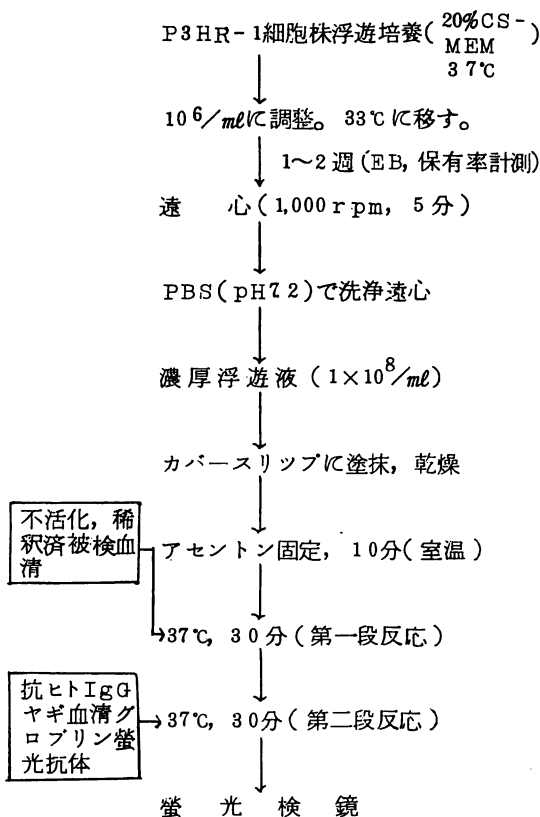 P3HR-1細胞株浮遊培養(20%CS-
MEM
37℃)
10⁶/mlに調整。33℃に移す。
1～2週(EB,保有率計測)
遠 心(1,000rpm, 5分)
PBS(pH7.2)で洗浄遠心
濃厚浮遊液(1×10⁸/ml)
カバースリップに塗抹,乾燥
不活化,稀
釈済被検血
清
アセントン固定,10分(室温)
37℃,30分(第一段反応)
抗ヒトIgG
ヤギ血清グ
ロブリン螢
光抗体
37℃,30分(第二段反応)
螢 光 検 鏡